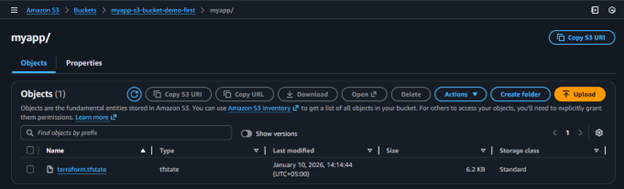 Amazon S3 > Buckets > myapp-s3-bucket-demo-first > myapp/
myapp/
Copy S3 URI
Objects Properties
Objects (1)
Copy S3 URI Copy URL Download Open Delete Actions Create folder Upload
Objects are the fundamental entities stored in Amazon S3. You can use Amazon S3 inventory to get a list of all objects in your bucket. For others to access your objects, you'll need to explicitly grant
them permissions. Learn more
Find objects by prefix Show versions 1
Name Type Last modified Size Storage class
terraform.tfstate tfstate January 10, 2026, 14:14:44 (UTC+05:00) 6.2 KB Standard